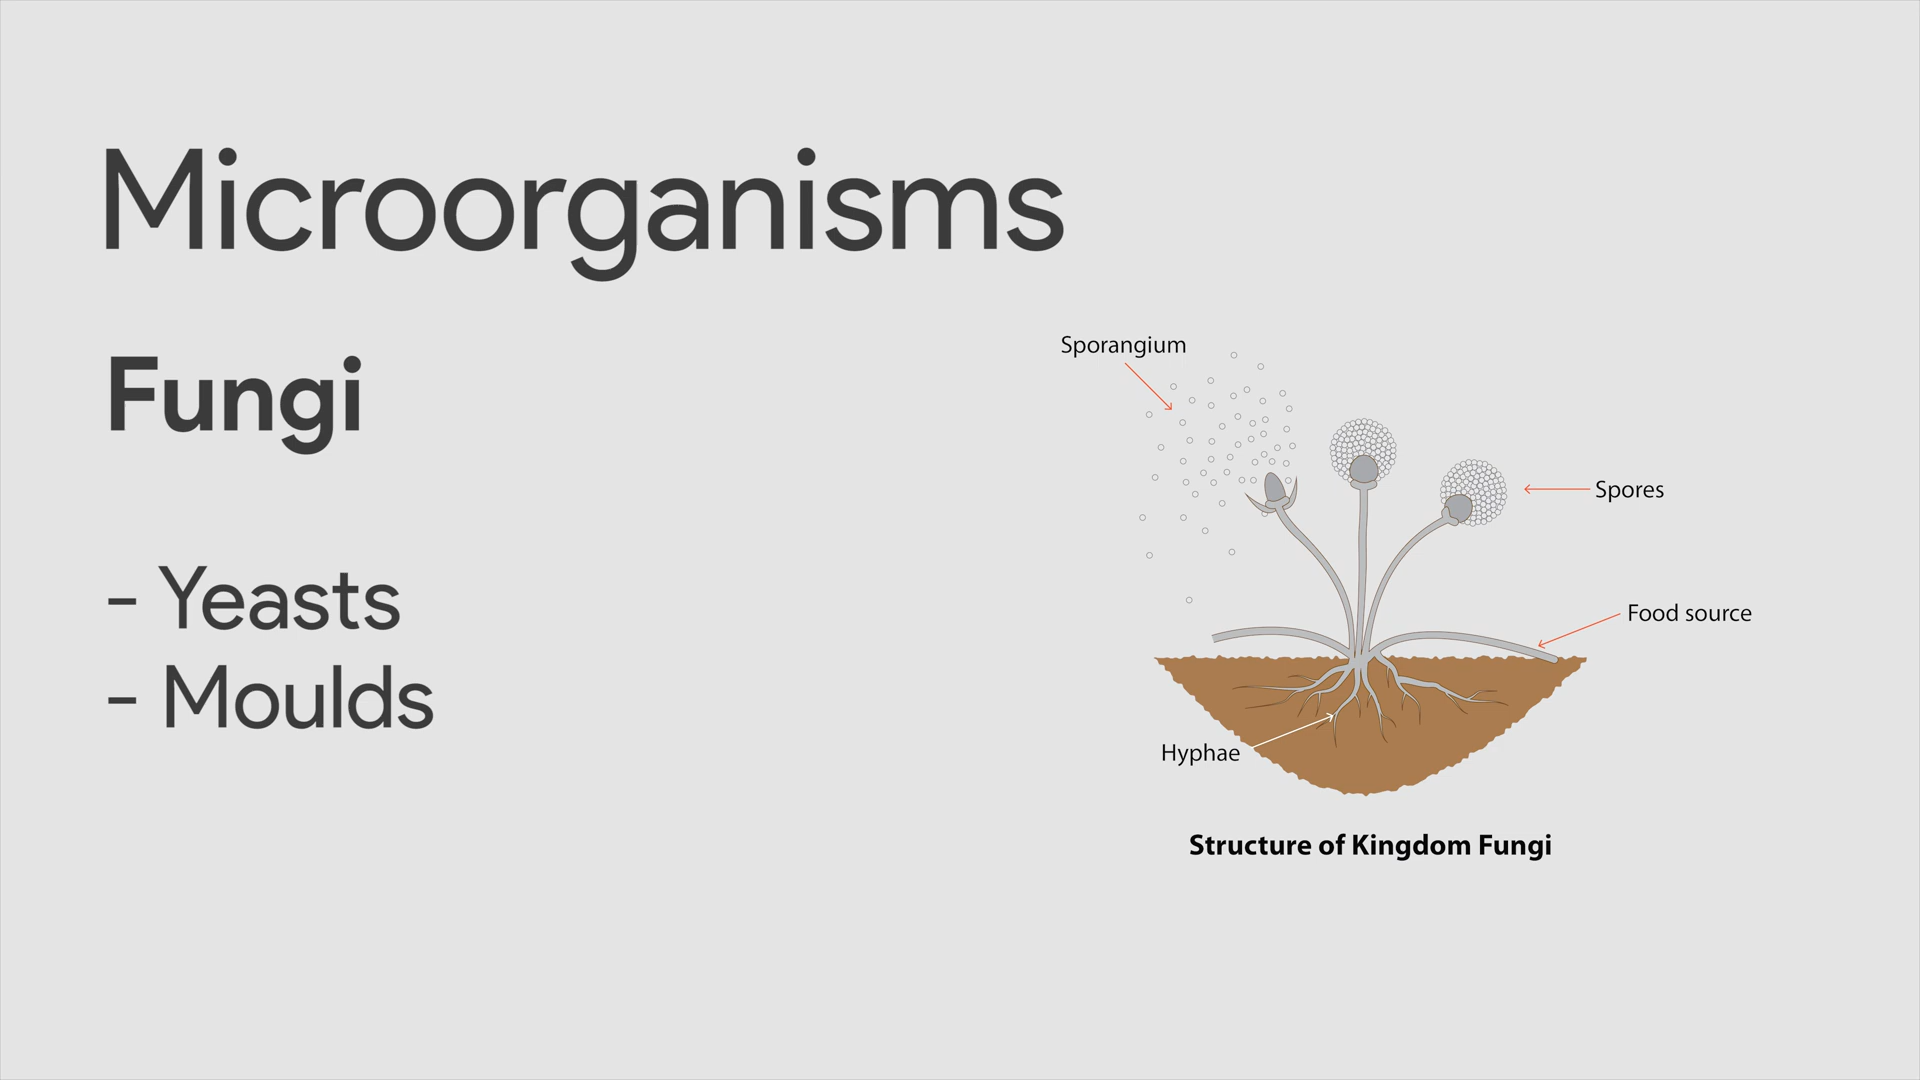 Microorganisms
Fungi
- Yeasts
- Moulds
Sporangium
Spores
Food source
Hyphae
Structure of Kingdom Fungi